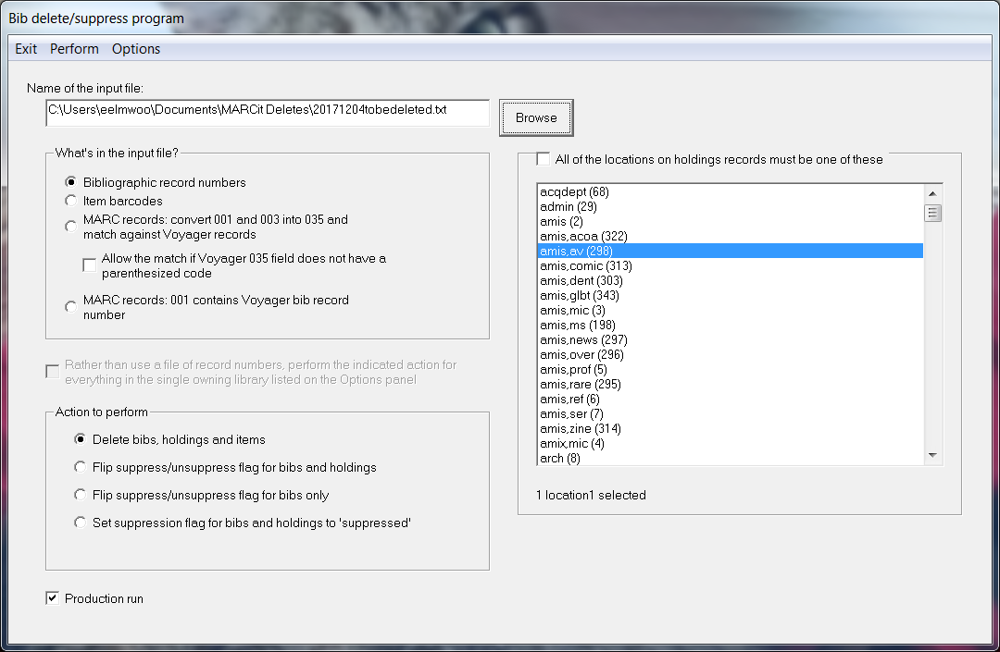 Bib delete/suppress program
Exit Perform Options
Name of the input file:
C:\Users\eelmwoo\Documents\MARCit Deletes\20171204tobedeleted.txt
Browse
What's in the input file?
Bibliographic record numbers
Item barcodes
MARC records: convert 001 and 003 into 035 and
match against Voyager records
Allow the match if Voyager 035 field does not have a
parenthesized code
MARC records: 001 contains Voyager bib record
number
Rather than use a file of record numbers, perform the indicated action for
everything in the single owning library listed on the Options panel
Action to perform
Delete bibs, holdings and items
Flip suppress/unsuppress flag for bibs and holdings
Flip suppress/unsuppress flag for bibs only
Set suppression flag for bibs and holdings to 'suppressed'
Production run
All of the locations on holdings records must be one of these
acqdept (68)
admin (29)
amis (2)
amis,acoa (322)
amis,av (298)
amis,comic (313)
amis,dent (303)
amis,glbt (343)
amis,mic (3)
amis,ms (198)
amis,news (297)
amis,over (296)
amis,prof (5)
amis,rare (295)
amis,ref (6)
amis,ser (7)
amis,zine (314)
amix,mic (4)
arch (8)
1 location1 selected